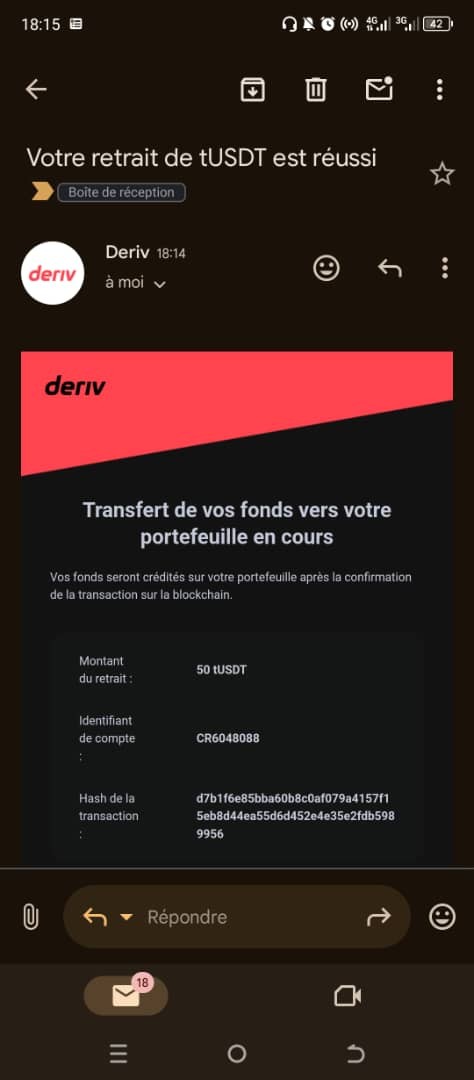 18:15
4G 3G 42
Votre retrait de tUSDT est réussi
Boîte de réception
deriv
Deriv 18:14
à moi
deriv
Transfert de vos fonds vers votre
portefeuille en cours
Vos fonds seront crédités sur votre portefeuille après la confirmation
de la transaction sur la blockchain.
Montant
du retrait :
50 tUSDT
Identifiant
de compte
:
CR6048088
Hash de la
transaction
:
d7b1f6e85bba60b8c0af079a4157f1
5eb8d44ea55d6d452e4e35e2fdb598
9956
Répondre
18